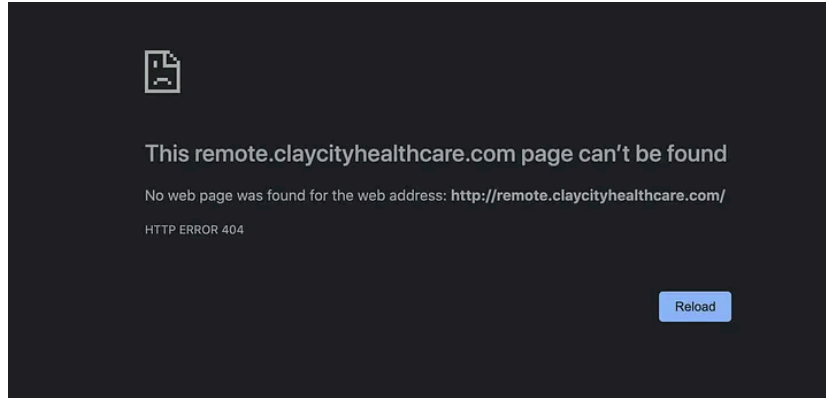 This remote.claycityhealthcare.com page can’t be found
No web page was found for the web address: http://remote.claycityhealthcare.com/
HTTP ERROR 404
Reload